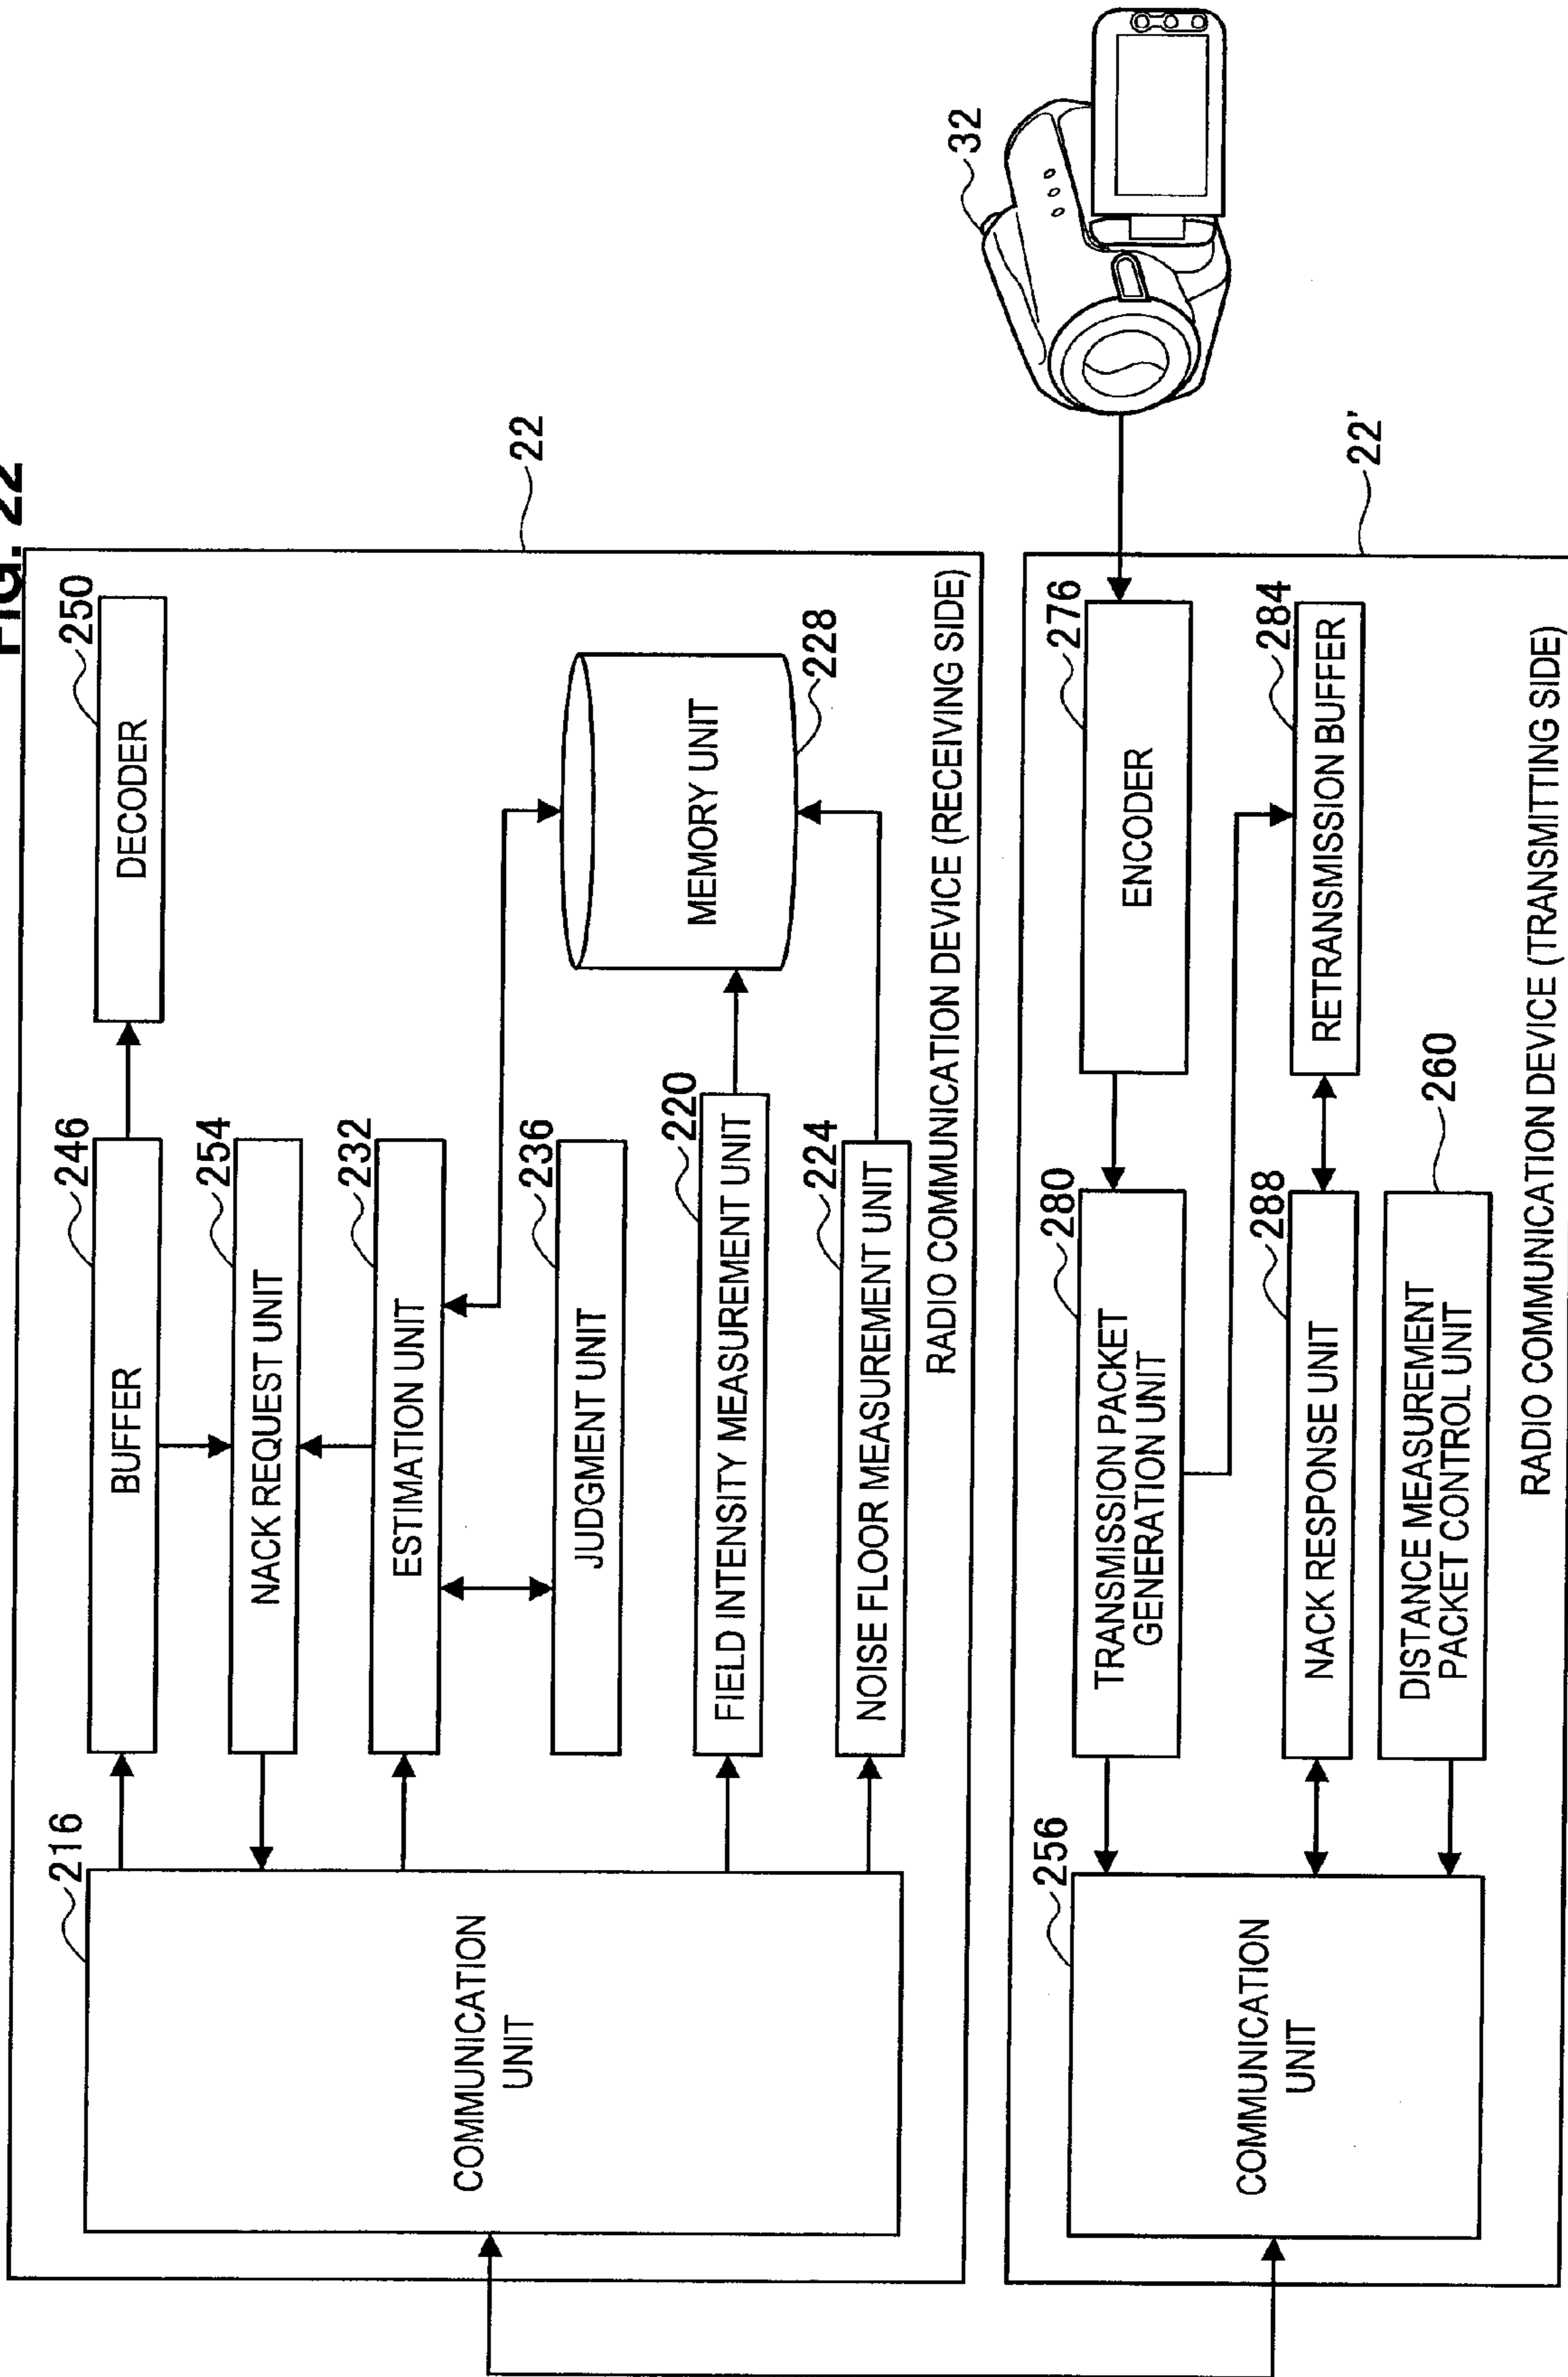 FIG. 22
22
216
COMMUNICATION
UNIT
246
BUFFER
250
DECODER
254
NACK REQUEST UNIT
232
ESTIMATION UNIT
236
JUDGMENT UNIT
220
FIELD INTENSITY MEASUREMENT UNIT
224
NOISE FLOOR MEASUREMENT UNIT
MEMORY UNIT
228
RADIO COMMUNICATION DEVICE (RECEIVING SIDE)
32
22'
256
COMMUNICATION
UNIT
280
TRANSMISSION PACKET
GENERATION UNIT
276
ENCODER
288
NACK RESPONSE UNIT
284
RETRANSMISSION BUFFER
260
DISTANCE MEASUREMENT
PACKET CONTROL UNIT
RADIO COMMUNICATION DEVICE (TRANSMITTING SIDE)